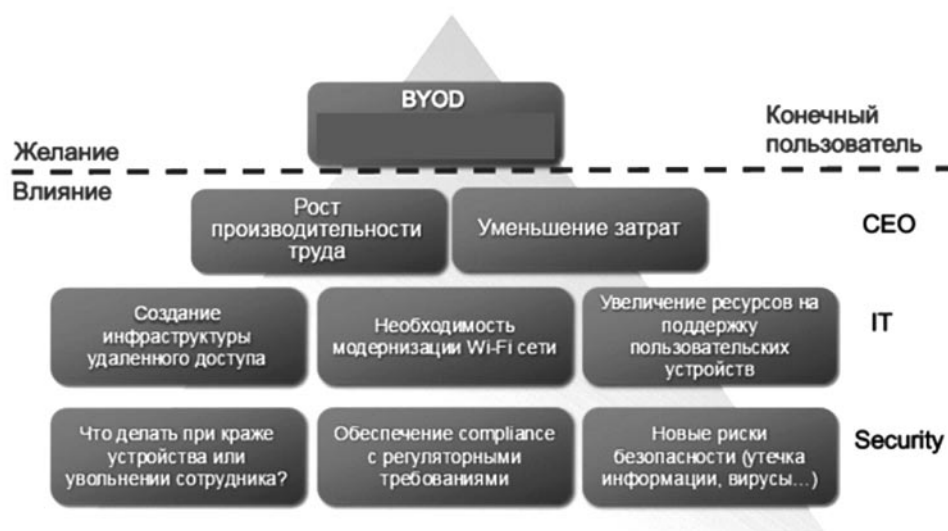 BYOD
Конечный
пользователь
Желание
Влияние
Рост
производительности
труда
Уменьшение затрат
CEO
Создание
инфраструктуры
удаленного доступа
Необходимость
модернизации Wi-Fi сети
Увеличение ресурсов на
поддержку
пользовательских
устройств
IT
Что делать при краже
устройства или
увольнении сотрудника?
Обеспечение compliance
с регуляторными
требованиями
Новые риски
безопасности (утечка
информации, вирусы...)
Security